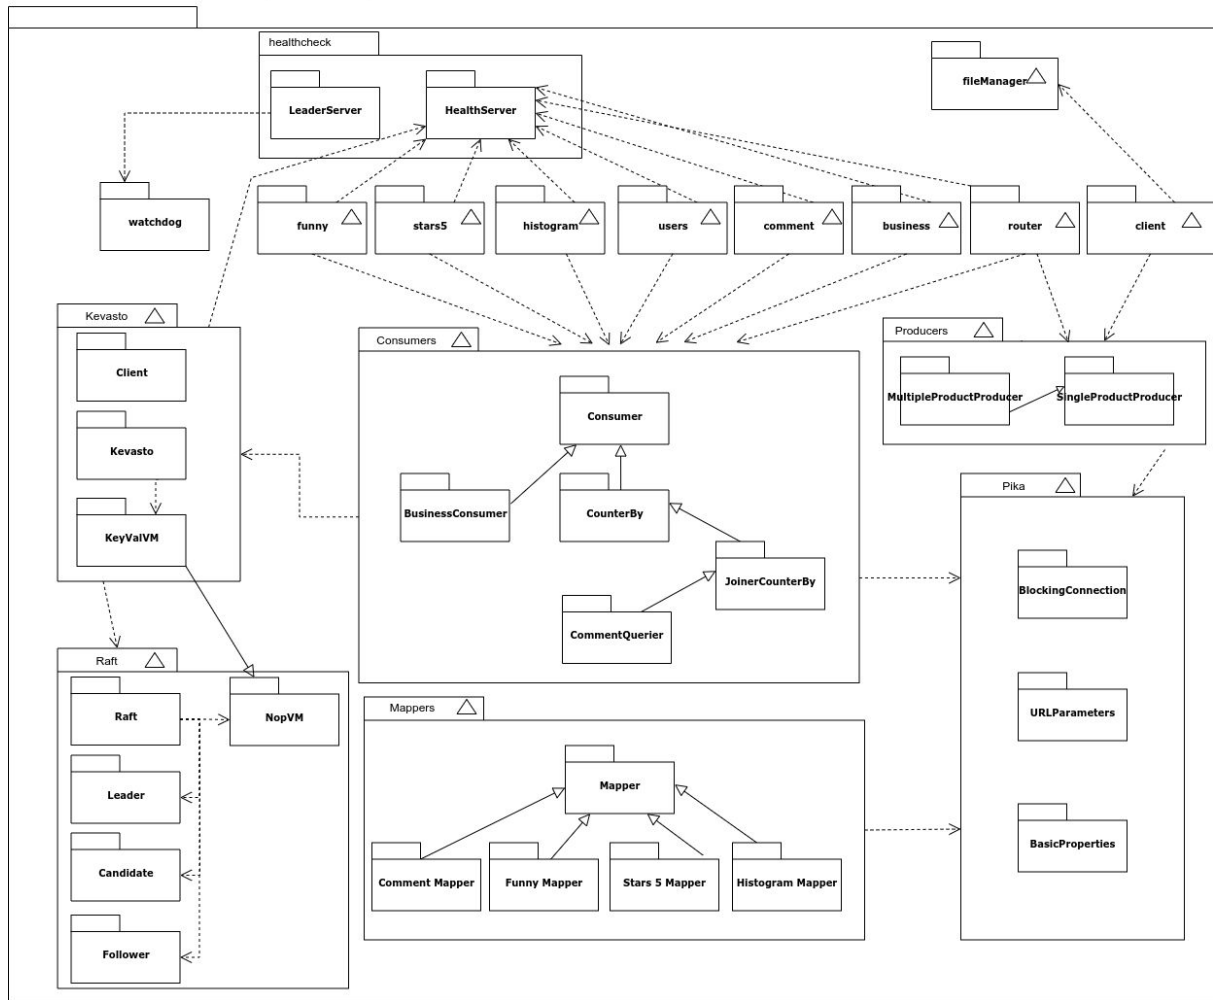 healthcheck
LeaderServer
HealthServer
fileManager
watchdog
funny
stars5
histogram
users
comment
business
router
client
Kevasto
Client
Kevasto
KeyValVM
Consumers
Consumer
BusinessConsumer
CounterBy
JoinerCounterBy
CommentQuerier
Producers
MultipleProductProducer
SingleProductProducer
Pika
BlockingConnection
URLParameters
BasicProperties
Raft
Raft
NopVM
Leader
Candidate
Follower
Mappers
Mapper
Comment Mapper
Funny Mapper
Stars 5 Mapper
Histogram Mapper